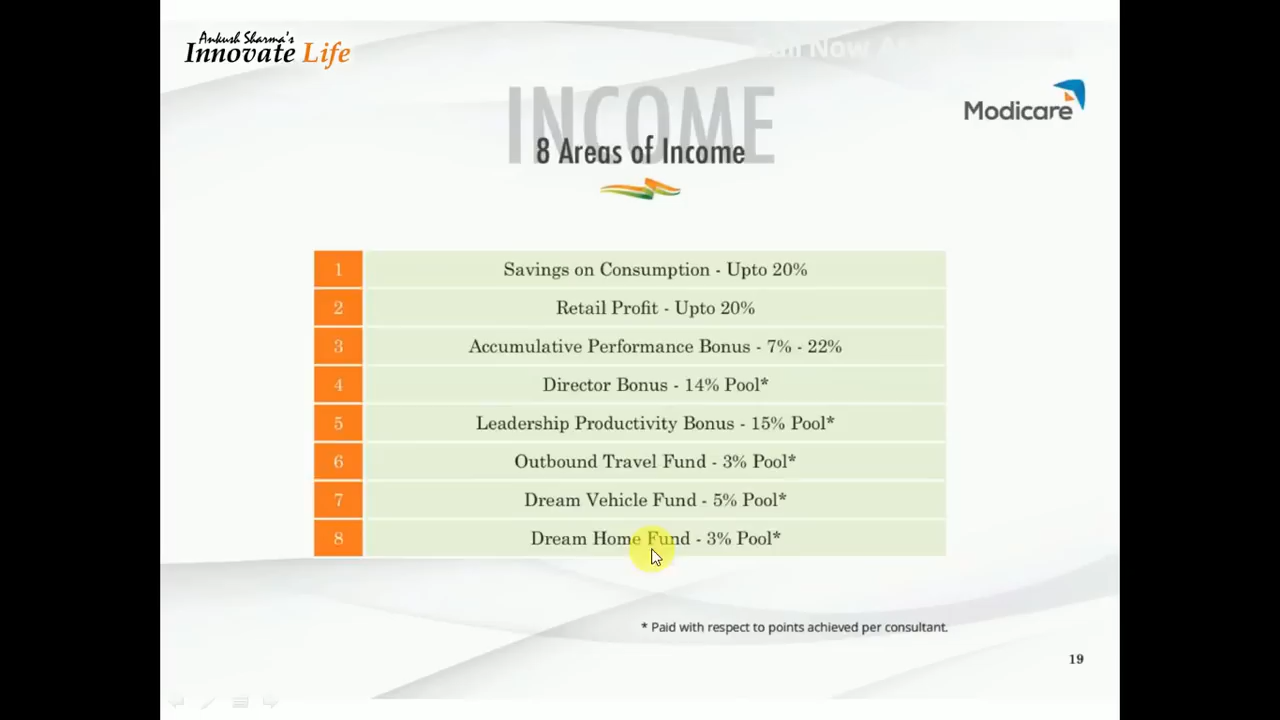 Ankush Sharma's
Innovate Life
Now
Modicare
INCOME
8 Areas of Income
1 Savings on Consumption - Upto 20%
2 Retail Profit - Upto 20%
3 Accumulative Performance Bonus - 7% - 22%
4 Director Bonus - 14% Pool*
5 Leadership Productivity Bonus - 15% Pool*
6 Outbound Travel Fund - 3% Pool*
7 Dream Vehicle Fund - 5% Pool*
8 Dream Home Fund - 3% Pool*
* Paid with respect to points achieved per consultant.
19